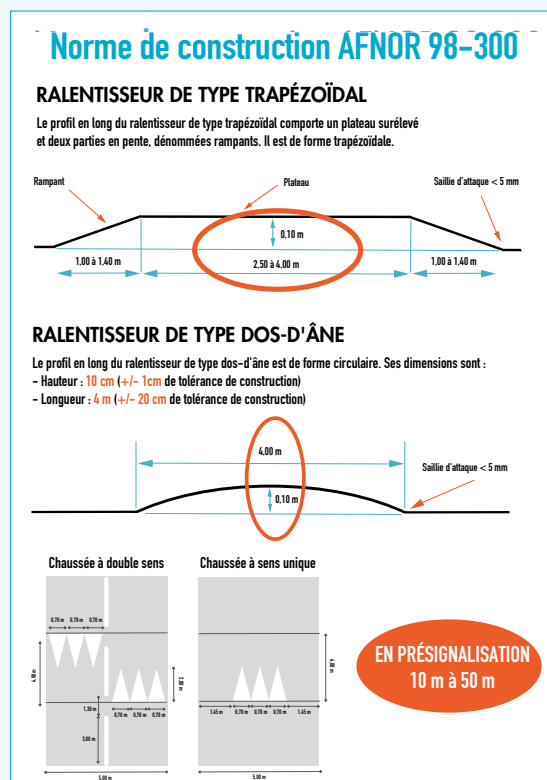 Norme de construction AFNOR 98-300
RALENTISSEUR DE TYPE TRAPÉZOÏDAL
Le profil en long du ralentisseur de type trapézoïdal comporte un plateau surélevé
et deux parties en pente, dénommées rampants. Il est de forme trapézoïdale.
Rampant
Plateau
Saillie d'attaque < 5 mm
0,10 m
1,00 à 1,40 m
2,50 à 4,00 m
1,00 à 1,40 m
RALENTISSEUR DE TYPE DOS-D'ÂNE
Le profil en long du ralentisseur de type dos-d'âne est de forme circulaire. Ses dimensions sont :
- Hauteur : 10 cm (+/- 1cm de tolérance de construction)
- Longueur : 4 m (+/- 20 cm de tolérance de construction)
4,00 m
Saillie d'attaque < 5 mm
0,10 m
Chaussée à double sens
0,70 m 0,70 m 0,70 m
4,00 m
2,00 m
1,30 m
0,70 m 0,70 m 0,70 m
3,00 m
5,00 m
Chaussée à sens unique
4,00 m
1,45 m 0,70 m 0,70 m 0,70 m 1,45 m
5,00 m
EN PRÉSIGNALISATION
10 m à 50 m